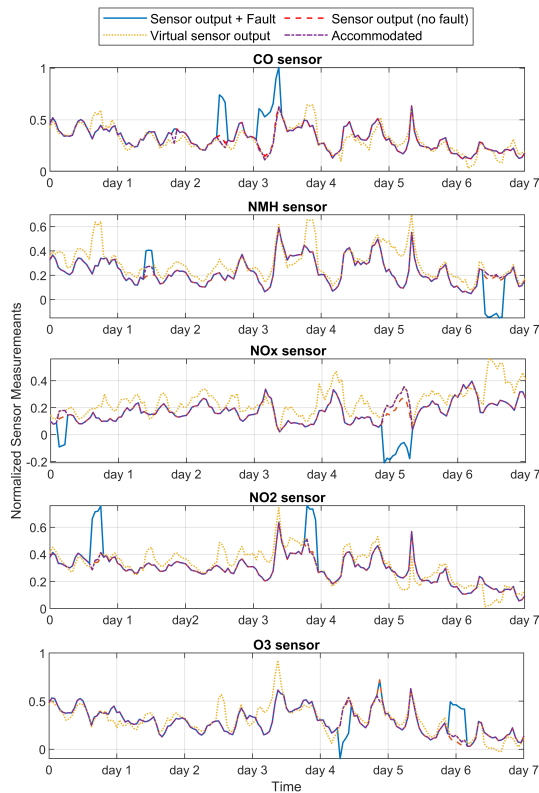 Sensor output + Fault Sensor output (no fault)
Virtual sensor output Accommodated
CO sensor
1
0.5
0
0 day 1 day 2 day 3 day 4 day 5 day 6 day 7
NMH sensor
0.6
0.4
0.2
0
0 day 1 day 2 day 3 day 4 day 5 day 6 day 7
Normalized Sensor Measuremeants
NOx sensor
0.4
0.2
0
-0.2
0 day 1 day 2 day 3 day 4 day 5 day 6 day 7
NO2 sensor
0.6
0.4
0.2
0
0 day 1 day 2 day 3 day 4 day 5 day 6 day 7
O3 sensor
0.5
0
0 day 1 day 2 day 3 day 4 day 5 day 6 day 7
Time